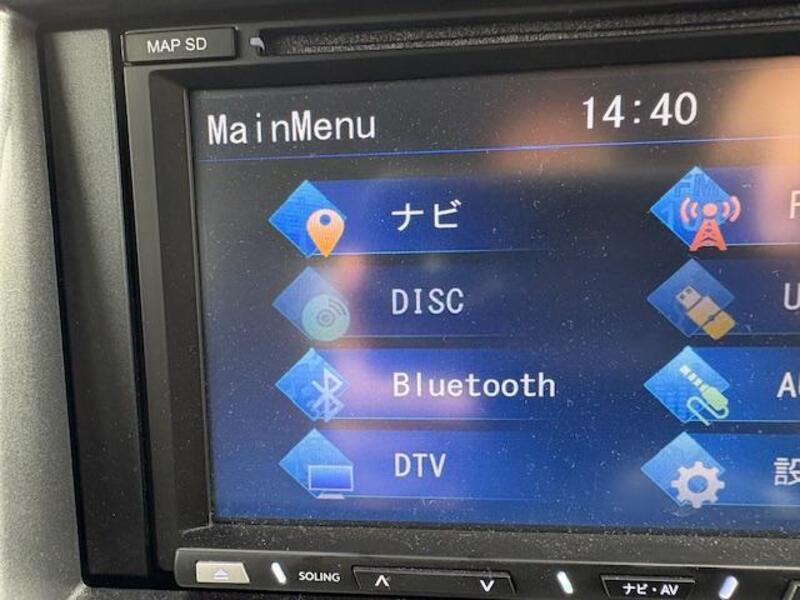 MAP SD
MainMenu 14:40
ナビ
DISC
Bluetooth
DTV
SOLING
ナビ・AV